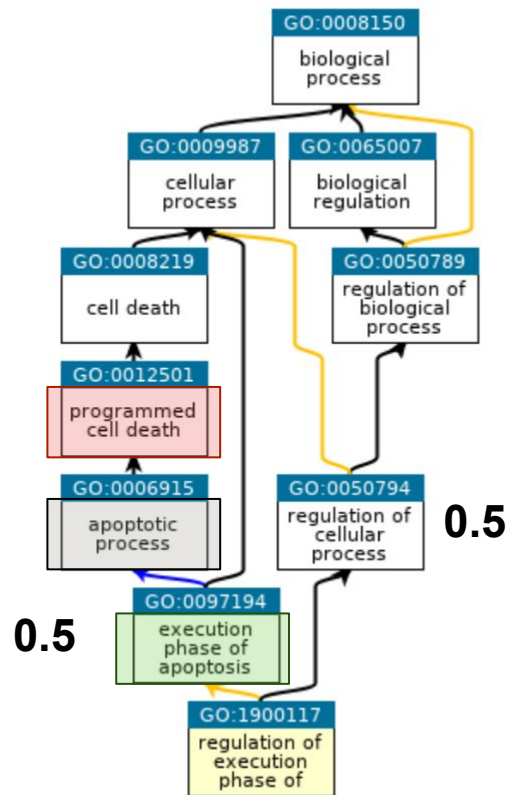 GO:0008150
biological
process
GO:0009987
cellular
process
GO:0065007
biological
regulation
GO:0008219
cell death
GO:0050789
regulation of
biological
process
GO:0012501
programmed
cell death
GO:0006915
apoptotic
process
GO:0050794
regulation of
cellular
process
0.5
GO:0097194
execution
phase of
apoptosis
0.5
GO:1900117
regulation of
execution
phase of